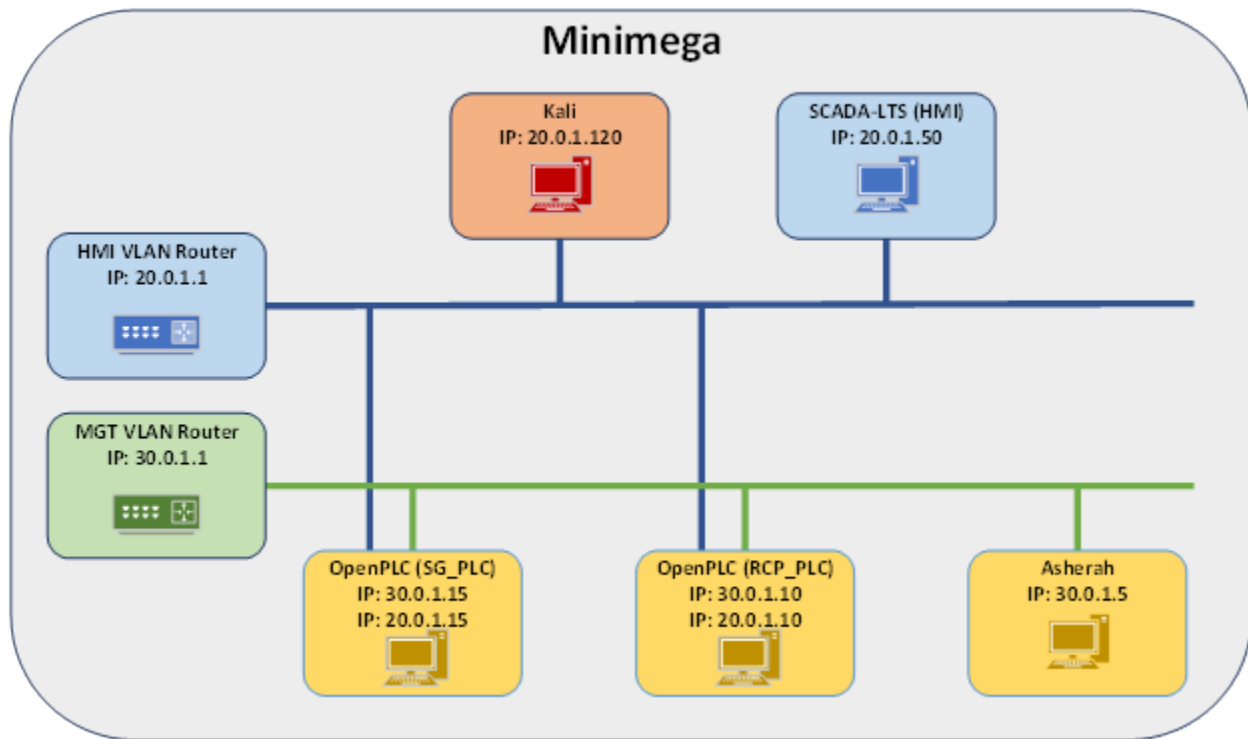 Minimega
Kali
IP: 20.0.1.120
SCADA-LTS (HMI)
IP: 20.0.1.50
HMI VLAN Router
IP: 20.0.1.1
MGT VLAN Router
IP: 30.0.1.1
OpenPLC (SG_PLC)
IP: 30.0.1.15
IP: 20.0.1.15
OpenPLC (RCP_PLC)
IP: 30.0.1.10
IP: 20.0.1.10
Asherah
IP: 30.0.1.5